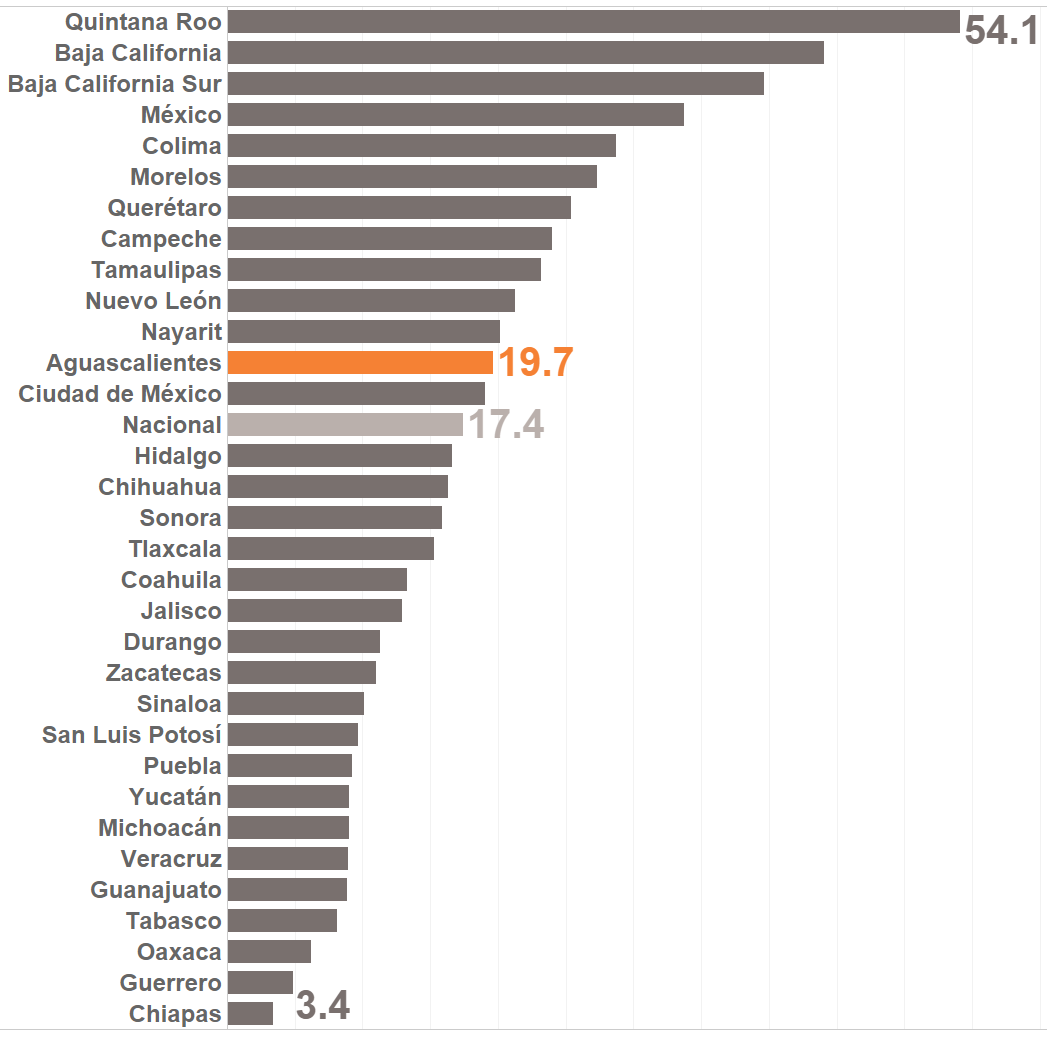 Quintana Roo 54.1
Baja California
Baja California Sur
México
Colima
Morelos
Querétaro
Campeche
Tamaulipas
Nuevo León
Nayarit
Aguascalientes 19.7
Ciudad de México
Nacional 17.4
Hidalgo
Chihuahua
Sonora
Tlaxcala
Coahuila
Jalisco
Durango
Zacatecas
Sinaloa
San Luis Potosí
Puebla
Yucatán
Michoacán
Veracruz
Guanajuato
Tabasco
Oaxaca
Guerrero
Chiapas 3.4